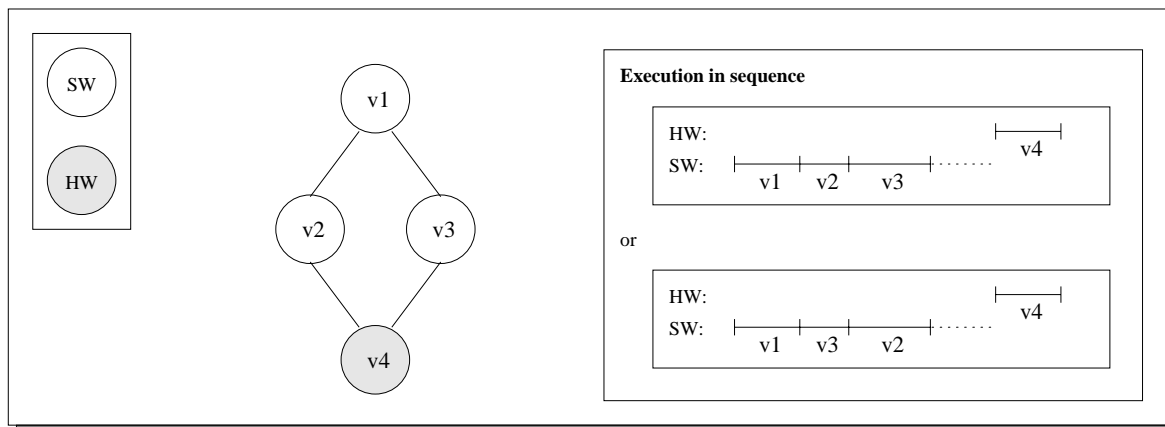 SW
HW
v1
v2
v3
v4
Execution in sequence
HW:
v4
SW:
v1 v2 v3
or
HW:
v4
SW:
v1 v3 v2